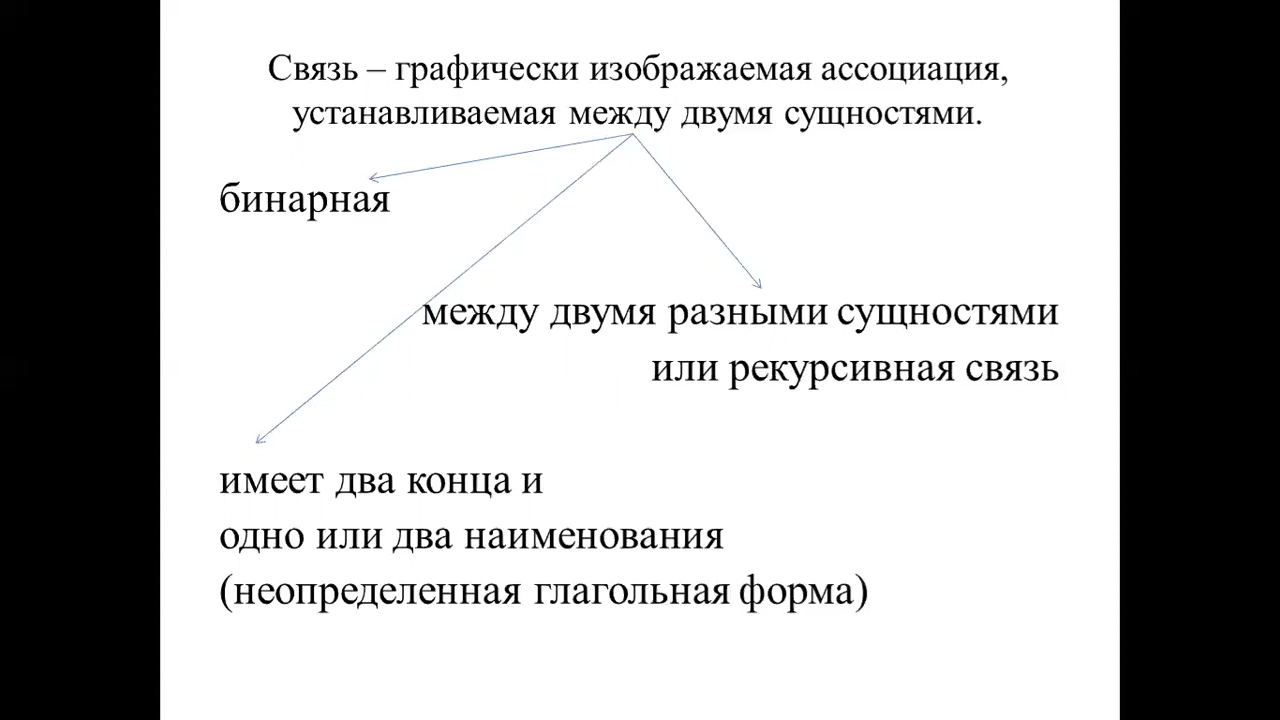 Связь – графически изображаемая ассоциация,
устанавливаемая между двумя сущностями.
бинарная
между двумя разными сущностями
или рекурсивная связь
имеет два конца и
одно или два наименования
(неопределенная глагольная форма)